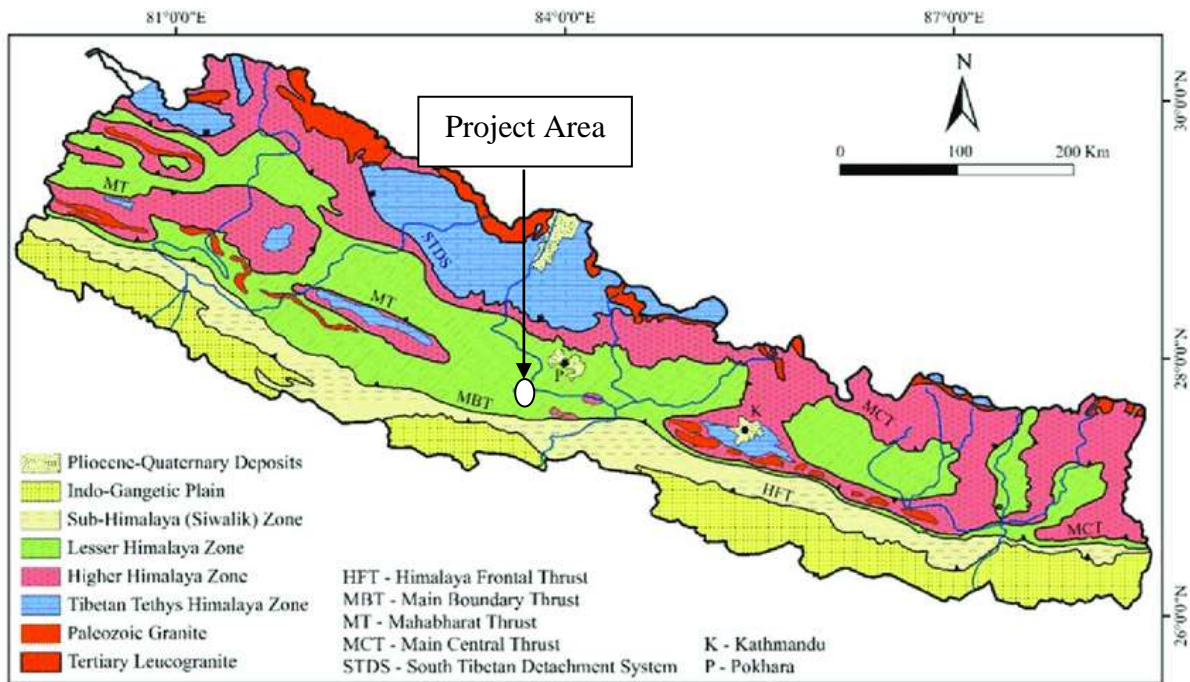 81°0'0"E 84°0'0"E 87°0'0"E
N
30°0'0"N
Project Area
0 100 200 Km
MT
STDS
MT
28°0'0"N
P
MBT
K
MCT
HFT
MCT
26°0'0"N
Pliocene-Quaternary Deposits
Indo-Gangetic Plain
Sub-Himalaya (Siwalik) Zone
Lesser Himalaya Zone
Higher Himalaya Zone
Tibetan Tethys Himalaya Zone
Paleozoic Granite
Tertiary Leucogranite
HFT - Himalaya Frontal Thrust
MBT - Main Boundary Thrust
MT - Mahabharat Thrust
MCT - Main Central Thrust
STDS - South Tibetan Detachment System
K - Kathmandu
P - Pokhara